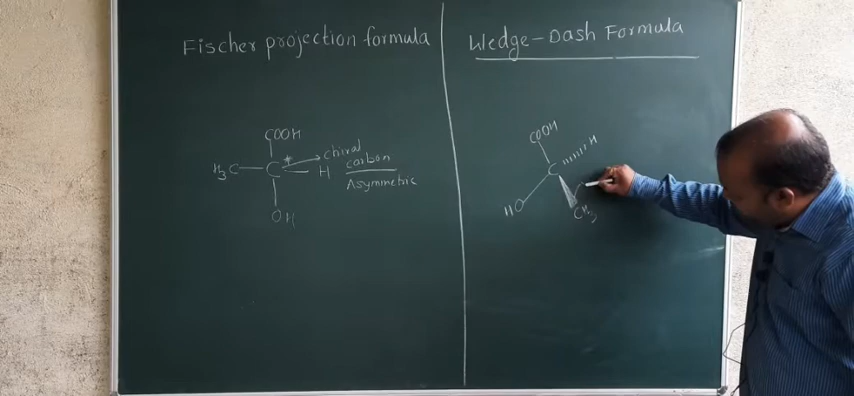 Fischer projection formula
COOH
H₃C C * H
chiral
carbon
Asymmetric
OH
Wedge-Dash Formula
COOH
H
C
HO
CH₃